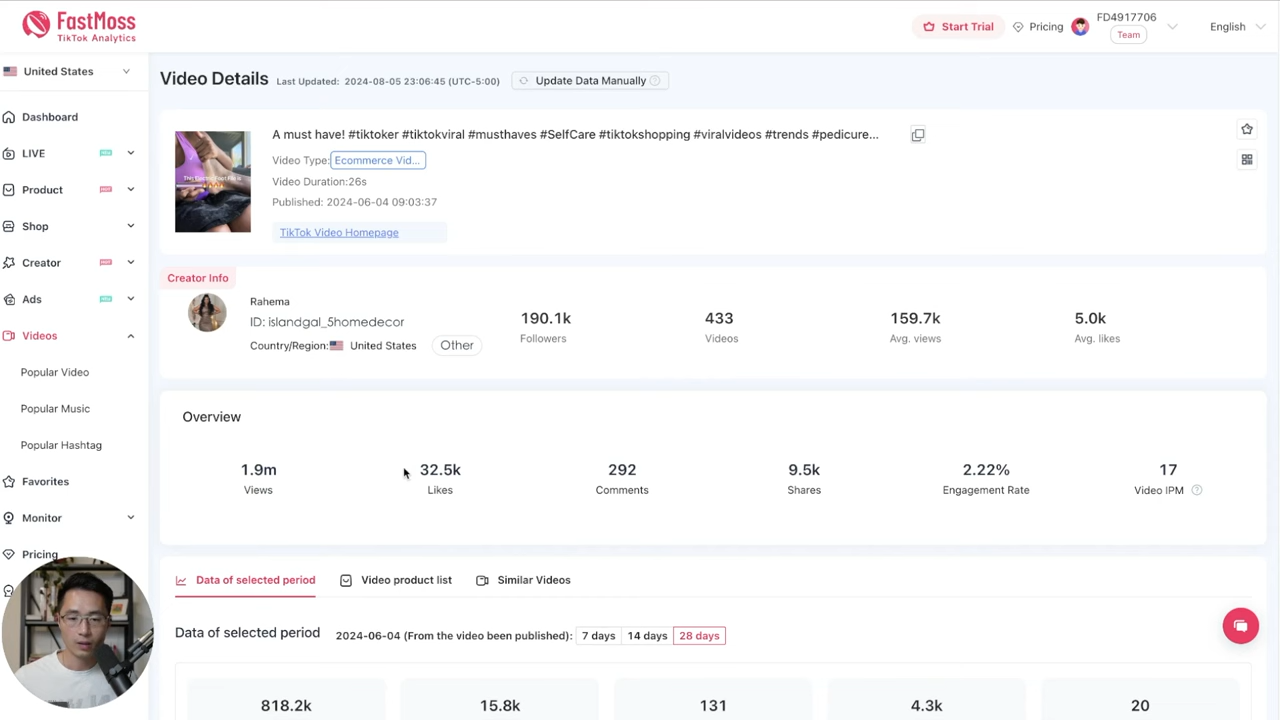 FastMoss
TikTok Analytics
Start Trial
Pricing
FD4917706
Team
English
United States
Dashboard
LIVE
Product
Shop
Creator
Ads
Videos
Popular Video
Popular Music
Popular Hashtag
Favorites
Monitor
Pricing
Video Details
Last Updated: 2024-08-05 23:06:45 (UTC-5:00)
Update Data Manually
A must have! #tiktoker #tiktokviral #musthaves #SelfCare #tiktokshopping #viralvideos #trends #pedicure...
Video Type: Ecommerce Vid...
Video Duration:26s
Published: 2024-06-04 09:03:37
TikTok Video Homepage
Creator Info
Rahema
ID: islandgal_5homedecor
Country/Region: United States
Other
190.1k
Followers
433
Videos
159.7k
Avg. views
5.0k
Avg. likes
Overview
1.9m
Views
32.5k
Likes
292
Comments
9.5k
Shares
2.22%
Engagement Rate
17
Video IPM
Data of selected period
Video product list
Similar Videos
Data of selected period
2024-06-04 (From the video been published):
7 days
14 days
28 days
818.2k
15.8k
131
4.3k
20